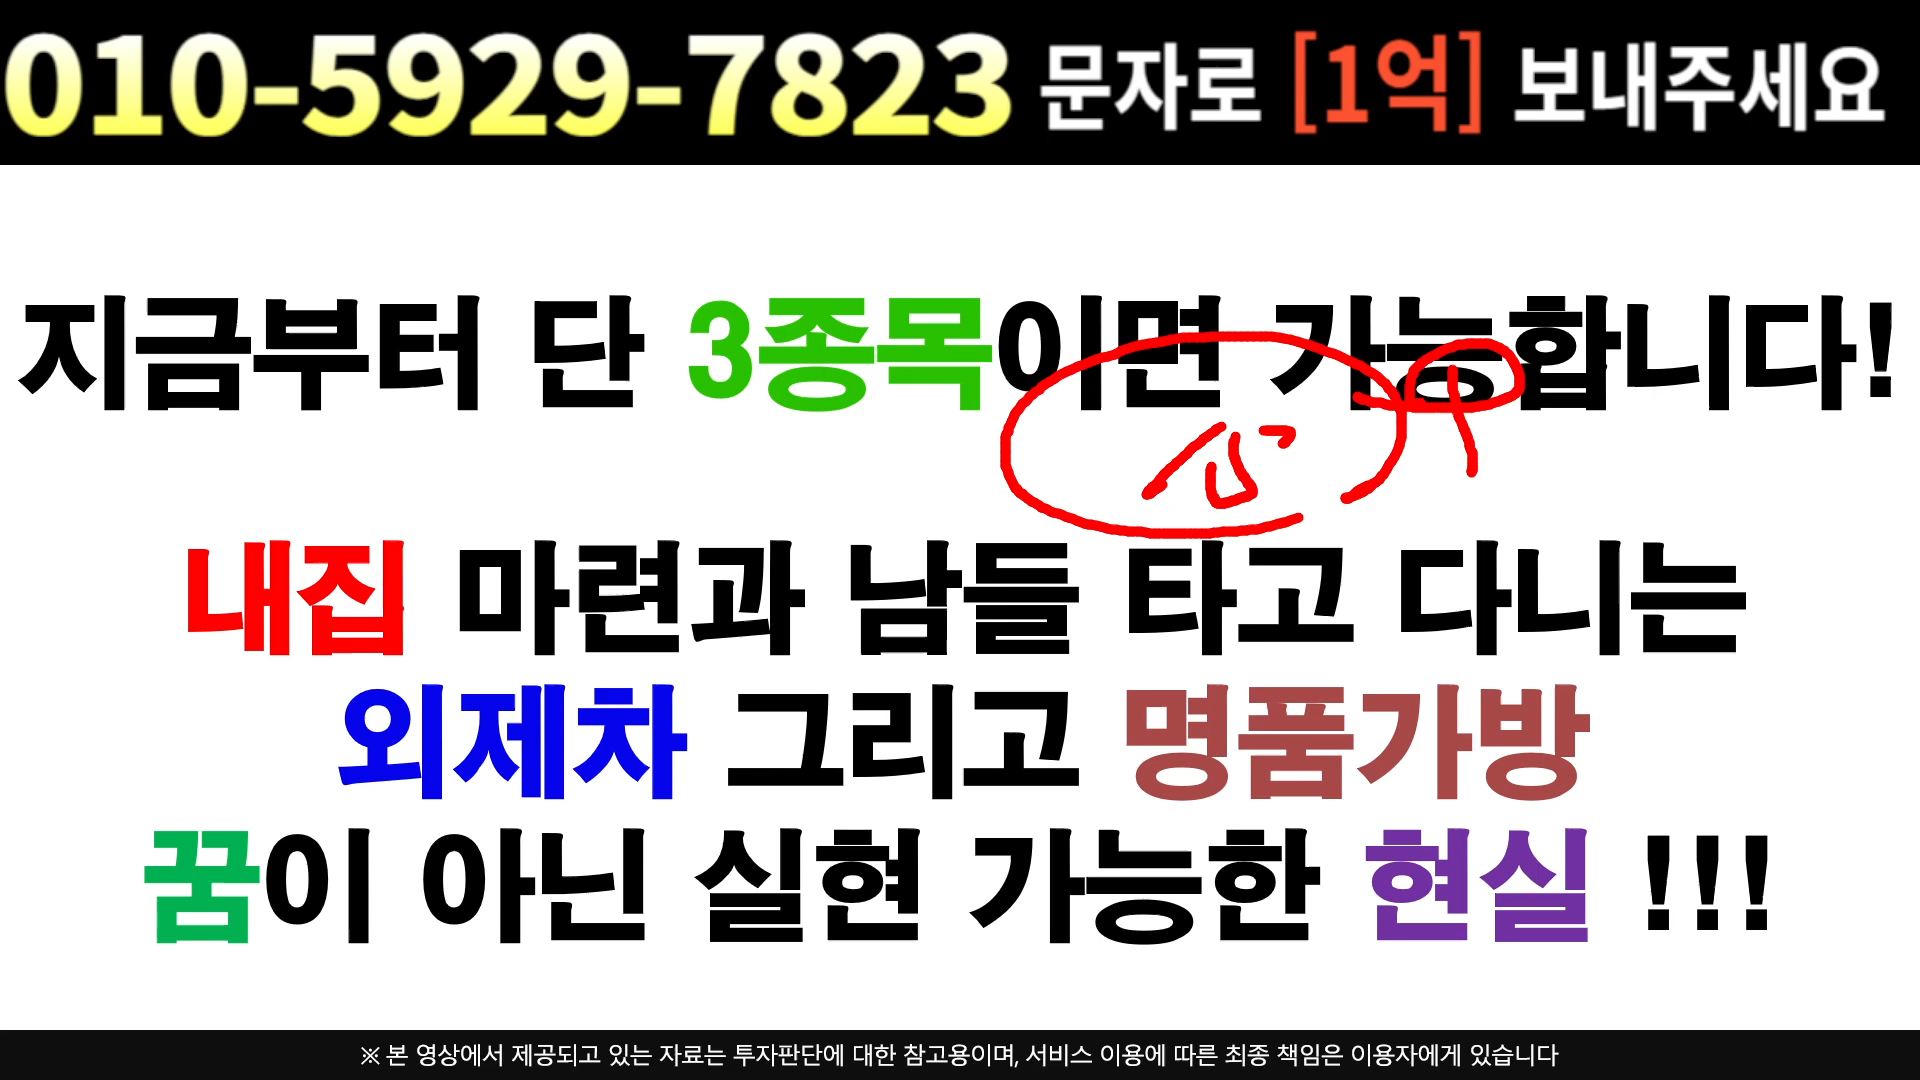 010-5929-7823 문자로 [1억] 보내주세요
지금부터 단 3종목이면 가능합니다!
내집 마련과 남들 타고 다니는
외제차 그리고 명품가방
꿈이 아닌 실현 가능한 현실 !!!
※ 본 영상에서 제공되고 있는 자료는 투자판단에 대한 참고용이며, 서비스 이용에 따른 최종 책임은 이용자에게 있습니다